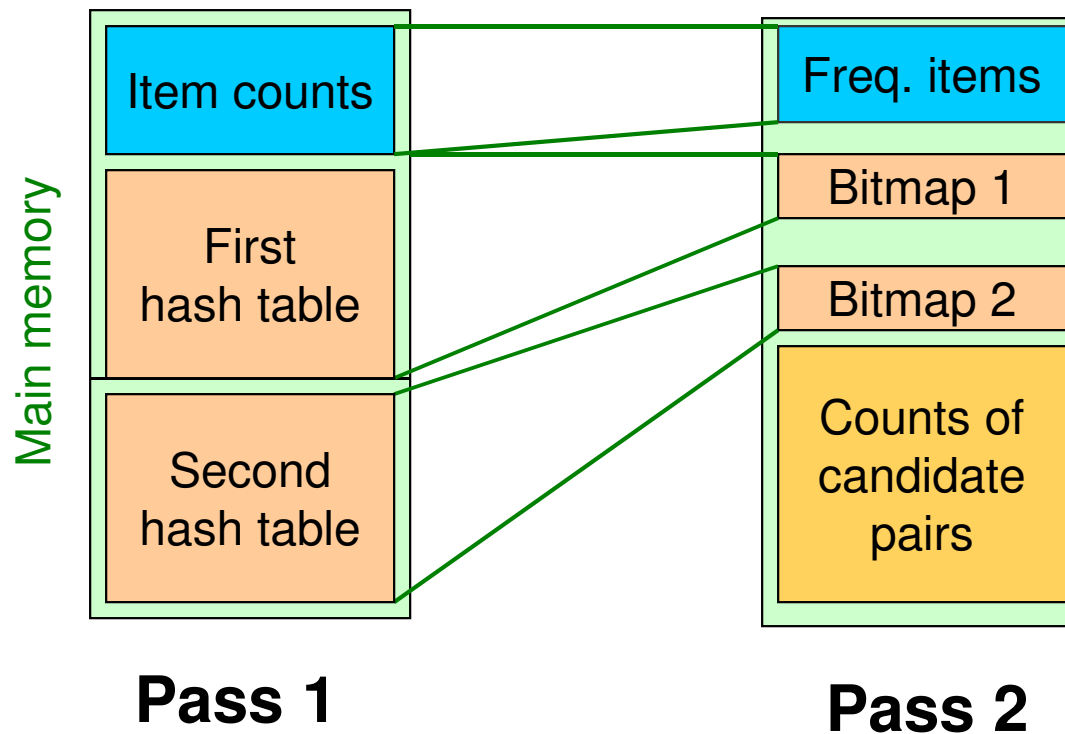 Main memory
Item counts
First
hash table
Second
hash table
Pass 1
Freq. items
Bitmap 1
Bitmap 2
Counts of
candidate
pairs
Pass 2